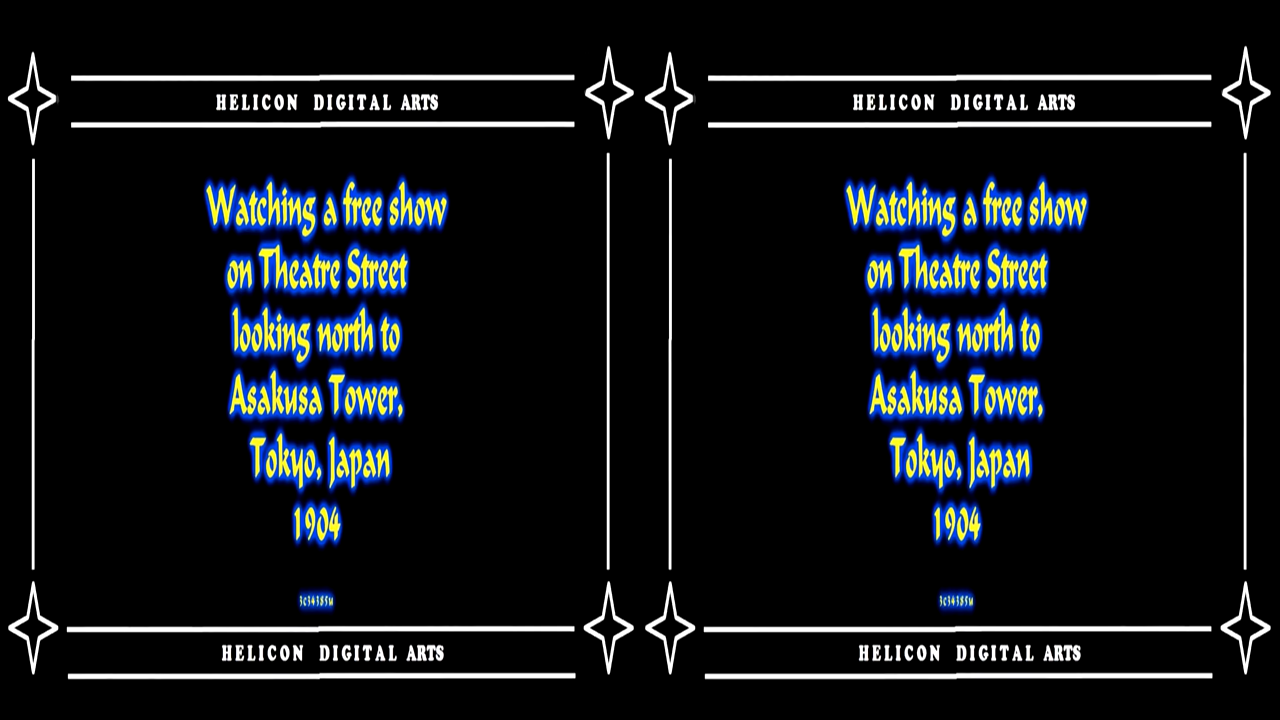 HELICON DIGITAL ARTS
Watching a free show
on Theatre Street
looking north to
Asakusa Tower,
Tokyo, Japan
1904
3c34385u
HELICON DIGITAL ARTS
HELICON DIGITAL ARTS
Watching a free show
on Theatre Street
looking north to
Asakusa Tower,
Tokyo, Japan
1904
3c34385u
HELICON DIGITAL ARTS